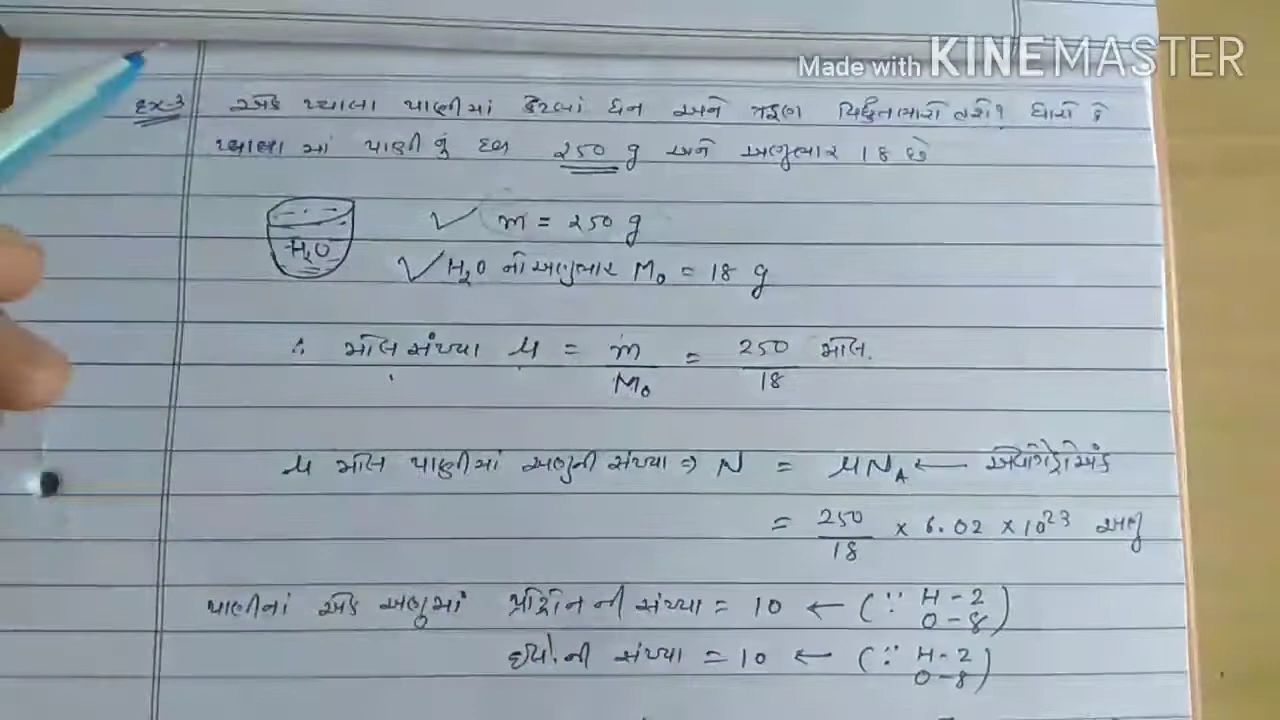 Made with KINEMASTER
Ex-3 એક પ્યાલા પાણીમાં કેટલાં ધન અને ઋણ વિદ્યુતભારો હશે? ધારો કે
પ્યાલામાં પાણીનું દળ 250 g અને અણુભાર 18 છે
H₂O
✓ m = 250 g
✓ H₂O નો અણુભાર M₀ = 18 g
∴ મોલ સંખ્યા μ = m/M₀ = 250/18 મોલ.
μ મોલ પાણીમાં અણુની સંખ્યા ⇒ N = μN_A ← એવોગેડ્રો અંક
= 250/18 × 6.02 × 10²³ અણુ
પાણીનાં એક અણુમાં પ્રોટોન ની સંખ્યા = 10 ← (∵ H-2 O-8)
ઇલે.ની સંખ્યા = 10 ← (∵ H-2 O-8)